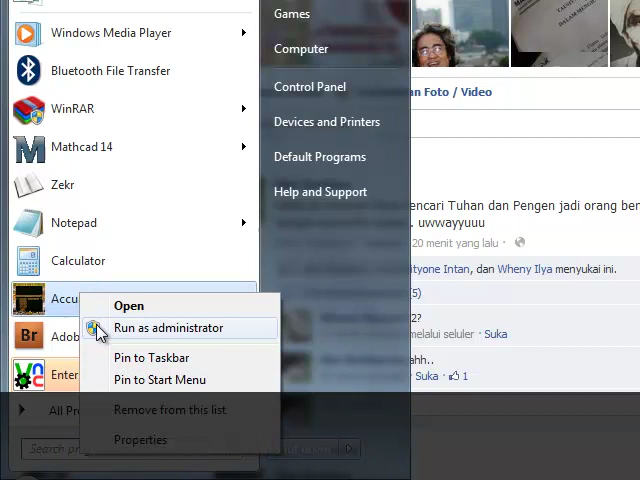 Windows Media Player
Bluetooth File Transfer
WinRAR
Mathcad 14
Zekr
Notepad
Calculator
Accu
Adob
Enter
All Pr
Search pro
Open
Run as administrator
Pin to Taskbar
Pin to Start Menu
Remove from this list
Properties
Games
Computer
Control Panel
Devices and Printers
Default Programs
Help and Support
an Foto / Video
encari Tuhan dan Pengen jadi orang ber
. uwwayyuuu
20 menit yang lalu ·
ityone Intan, dan Wheny Ilya menyukai ini.
(5)
2?
melalui seluler · Suka
ahh..
· Suka · 1